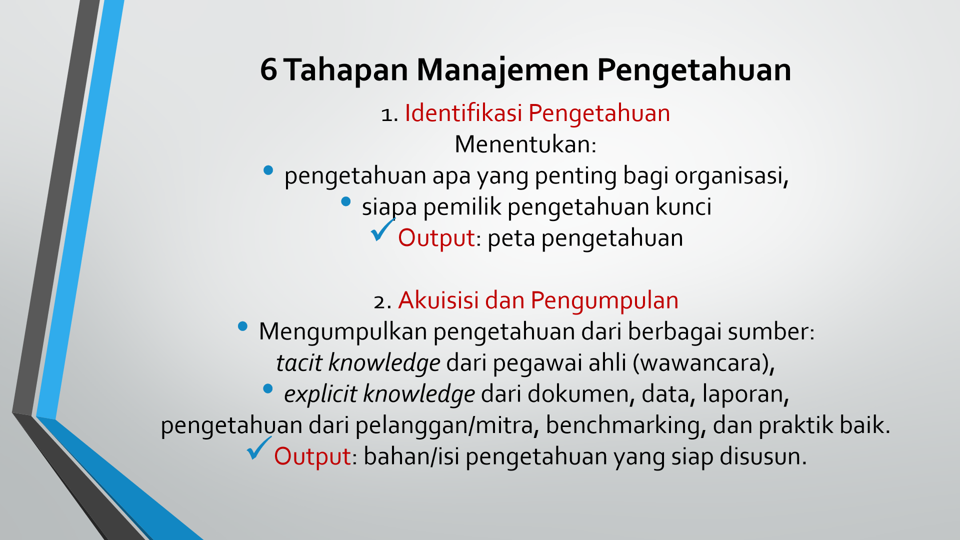 6 Tahapan Manajemen Pengetahuan
1. Identifikasi Pengetahuan
Menentukan:
• pengetahuan apa yang penting bagi organisasi,
• siapa pemilik pengetahuan kunci
✓ Output: peta pengetahuan
2. Akuisisi dan Pengumpulan
• Mengumpulkan pengetahuan dari berbagai sumber:
tacit knowledge dari pegawai ahli (wawancara),
• explicit knowledge dari dokumen, data, laporan,
pengetahuan dari pelanggan/mitra, benchmarking, dan praktik baik.
✓ Output: bahan/isi pengetahuan yang siap disusun.